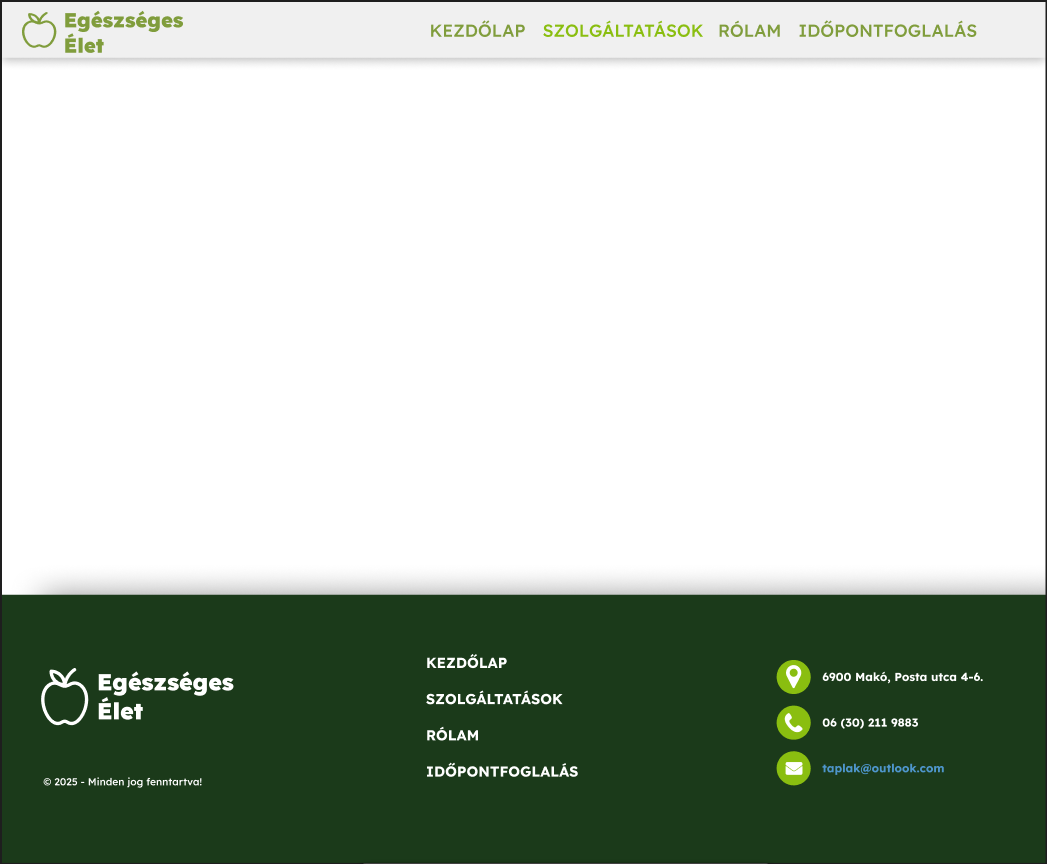 Egészséges
Élet
KEZDŐLAP SZOLGÁLTATÁSOK RÓLAM IDŐPONTFOGLALÁS
Egészséges
Élet
© 2025 - Minden jog fenntartva!
KEZDŐLAP
SZOLGÁLTATÁSOK
RÓLAM
IDŐPONTFOGLALÁS
6900 Makó, Posta utca 4-6.
06 (30) 211 9883
taplak@outlook.com